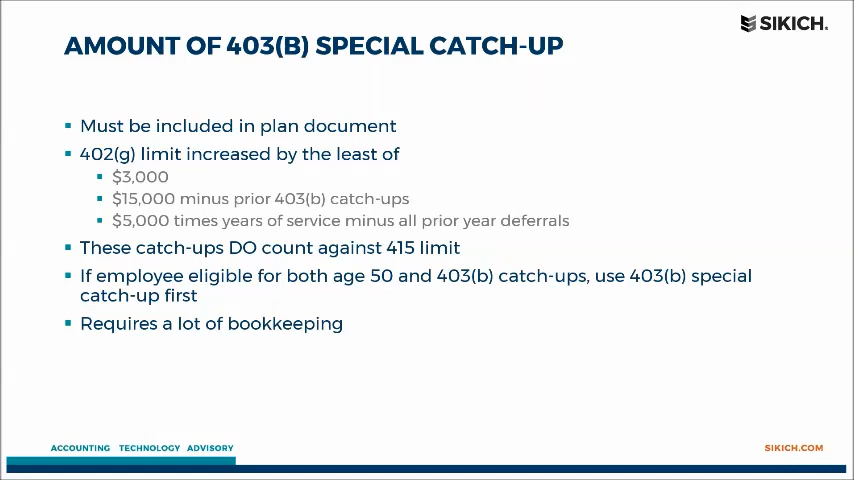 SIKICH.
AMOUNT OF 403(B) SPECIAL CATCH-UP
▪ Must be included in plan document
▪ 402(g) limit increased by the least of
▪ $3,000
▪ $15,000 minus prior 403(b) catch-ups
▪ $5,000 times years of service minus all prior year deferrals
▪ These catch-ups DO count against 415 limit
▪ If employee eligible for both age 50 and 403(b) catch-ups, use 403(b) special
catch-up first
▪ Requires a lot of bookkeeping
ACCOUNTING TECHNOLOGY ADVISORY
SIKICH.COM